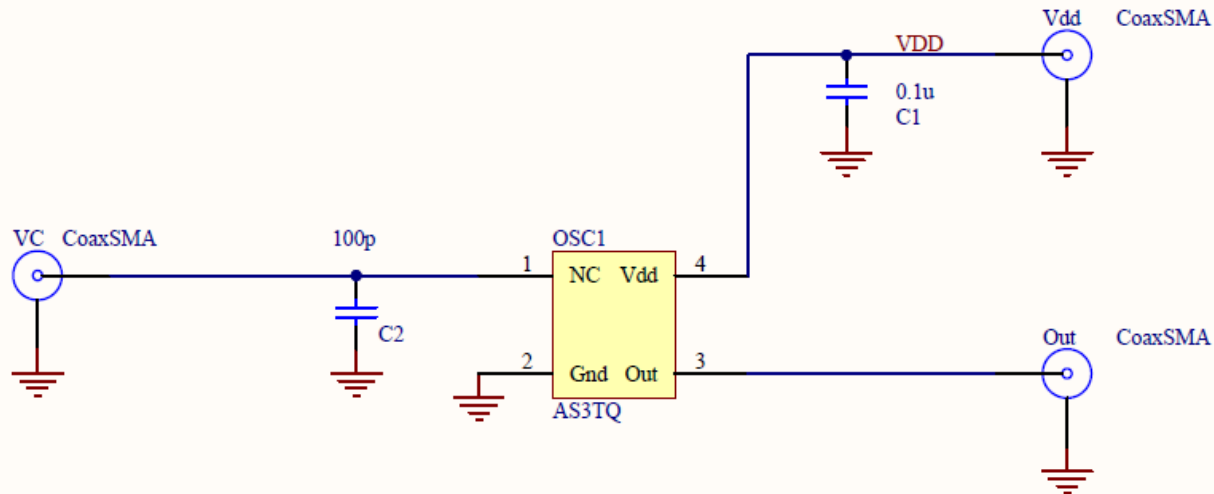 Vdd CoaxSMA
VDD
0.1u
C1
VC CoaxSMA
100p
OSC1
1 NC Vdd 4
C2
Out CoaxSMA
2 Gnd Out 3
AS3TQ